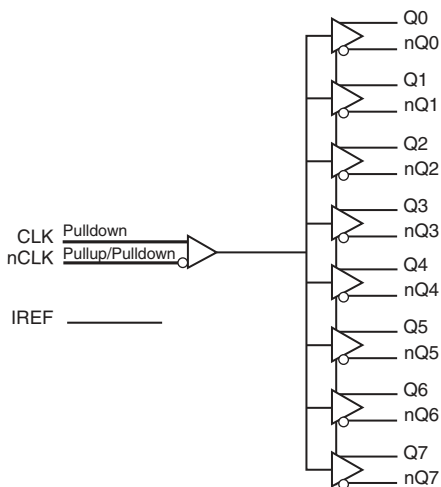 Q0
nQ0
Q1
nQ1
Q2
nQ2
Q3
nQ3
CLK Pulldown
nCLK Pullup/Pulldown
Q4
nQ4
IREF
Q5
nQ5
Q6
nQ6
Q7
nQ7